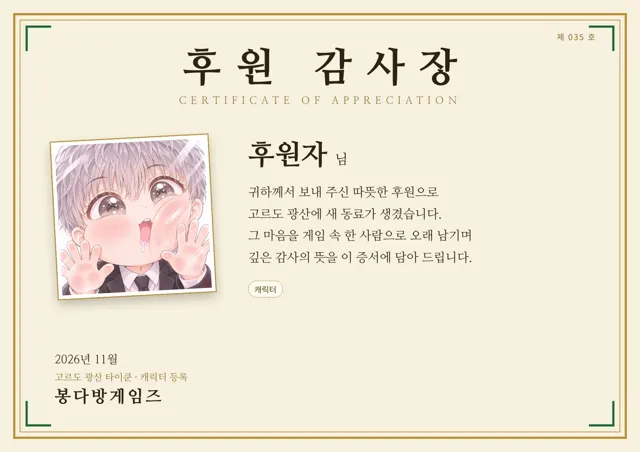 제 035 호
후원 감사장
CERTIFICATE OF APPRECIATION
후원자 님
귀하께서 보내 주신 따뜻한 후원으로
고르도 광산에 새 동료가 생겼습니다.
그 마음을 게임 속 한 사람으로 오래 남기며
깊은 감사의 뜻을 이 증서에 담아 드립니다.
캐릭터
2026년 11월
고르도 광산 타이쿤 · 캐릭터 등록
봉다방게임즈